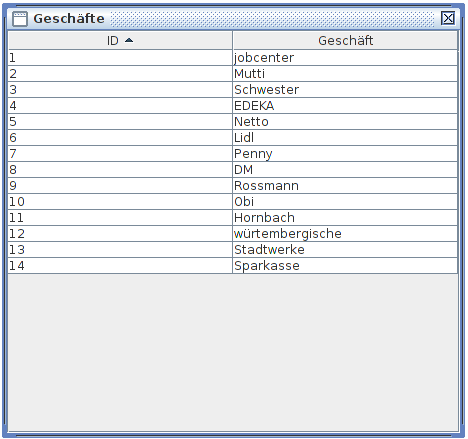 Geschäfte
ID Geschäft
1 jobcenter
2 Mutti
3 Schwester
4 EDEKA
5 Netto
6 Lidl
7 Penny
8 DM
9 Rossmann
10 Obi
11 Hornbach
12 würtembergische
13 Stadtwerke
14 Sparkasse